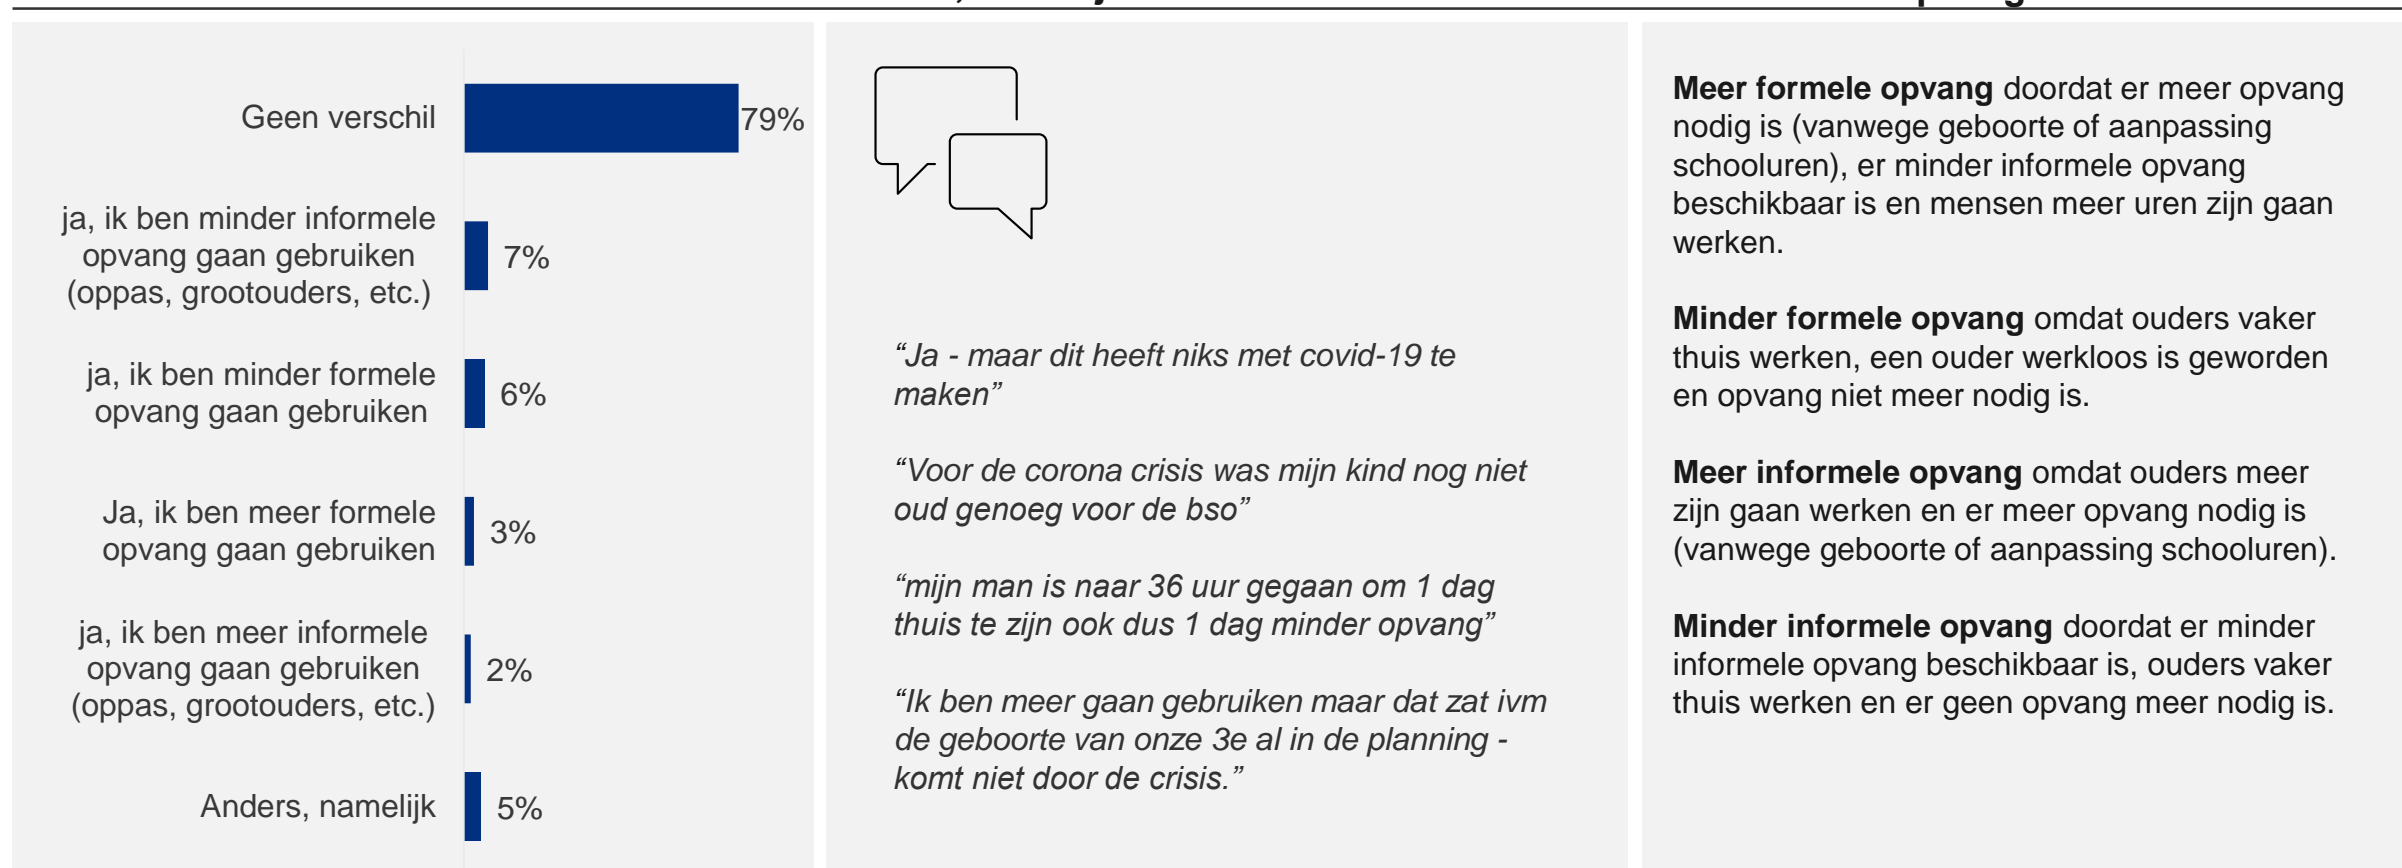 Geen verschil
79%
ja, ik ben minder informele
opvang gaan gebruiken
(oppas, grootouders, etc.)
7%
ja, ik ben minder formele
opvang gaan gebruiken
6%
Ja, ik ben meer formele
opvang gaan gebruiken
3%
ja, ik ben meer informele
opvang gaan gebruiken
(oppas, grootouders, etc.)
2%
Anders, namelijk
5%
“Ja - maar dit heeft niks met covid-19 te
maken”
“Voor de corona crisis was mijn kind nog niet
oud genoeg voor de bso”
“mijn man is naar 36 uur gegaan om 1 dag
thuis te zijn ook dus 1 dag minder opvang”
“Ik ben meer gaan gebruiken maar dat zat ivm
de geboorte van onze 3e al in de planning -
komt niet door de crisis.”
Meer formele opvang doordat er meer opvang
nodig is (vanwege geboorte of aanpassing
schooluren), er minder informele opvang
beschikbaar is en mensen meer uren zijn gaan
werken.
Minder formele opvang omdat ouders vaker
thuis werken, een ouder werkloos is geworden
en opvang niet meer nodig is.
Meer informele opvang omdat ouders meer
zijn gaan werken en er meer opvang nodig is
(vanwege geboorte of aanpassing schooluren).
Minder informele opvang doordat er minder
informele opvang beschikbaar is, ouders vaker
thuis werken en er geen opvang meer nodig is.